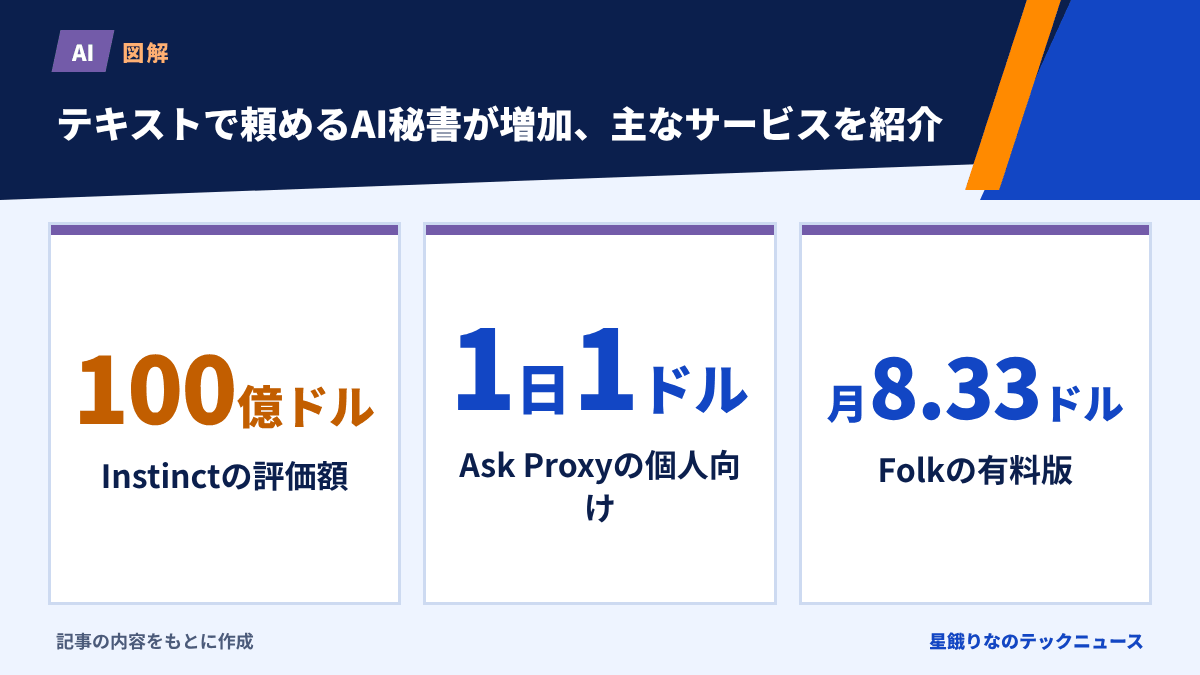 AI 図解
テキストで頼めるAI秘書が増加、主なサービスを紹介
100億ドル
Instinctの評価額
1日1ドル
Ask Proxyの個人向
け
月8.33ドル
Folkの有料版
記事の内容をもとに作成
星餓りなのテックニュース